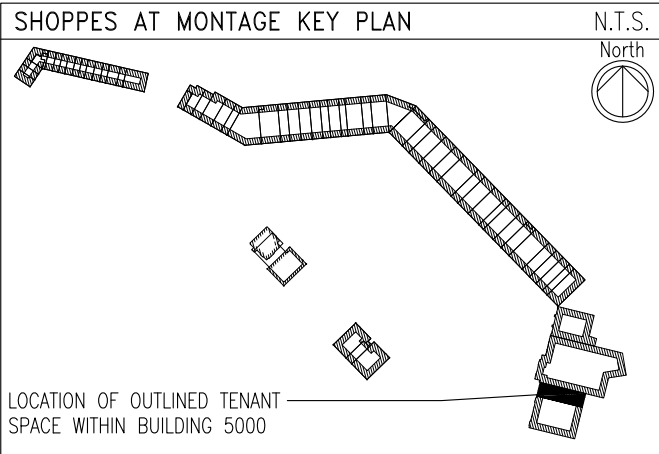 SHOPPES AT MONTAGE KEY PLAN N.T.S.
North
LOCATION OF OUTLINED TENANT
SPACE WITHIN BUILDING 5000